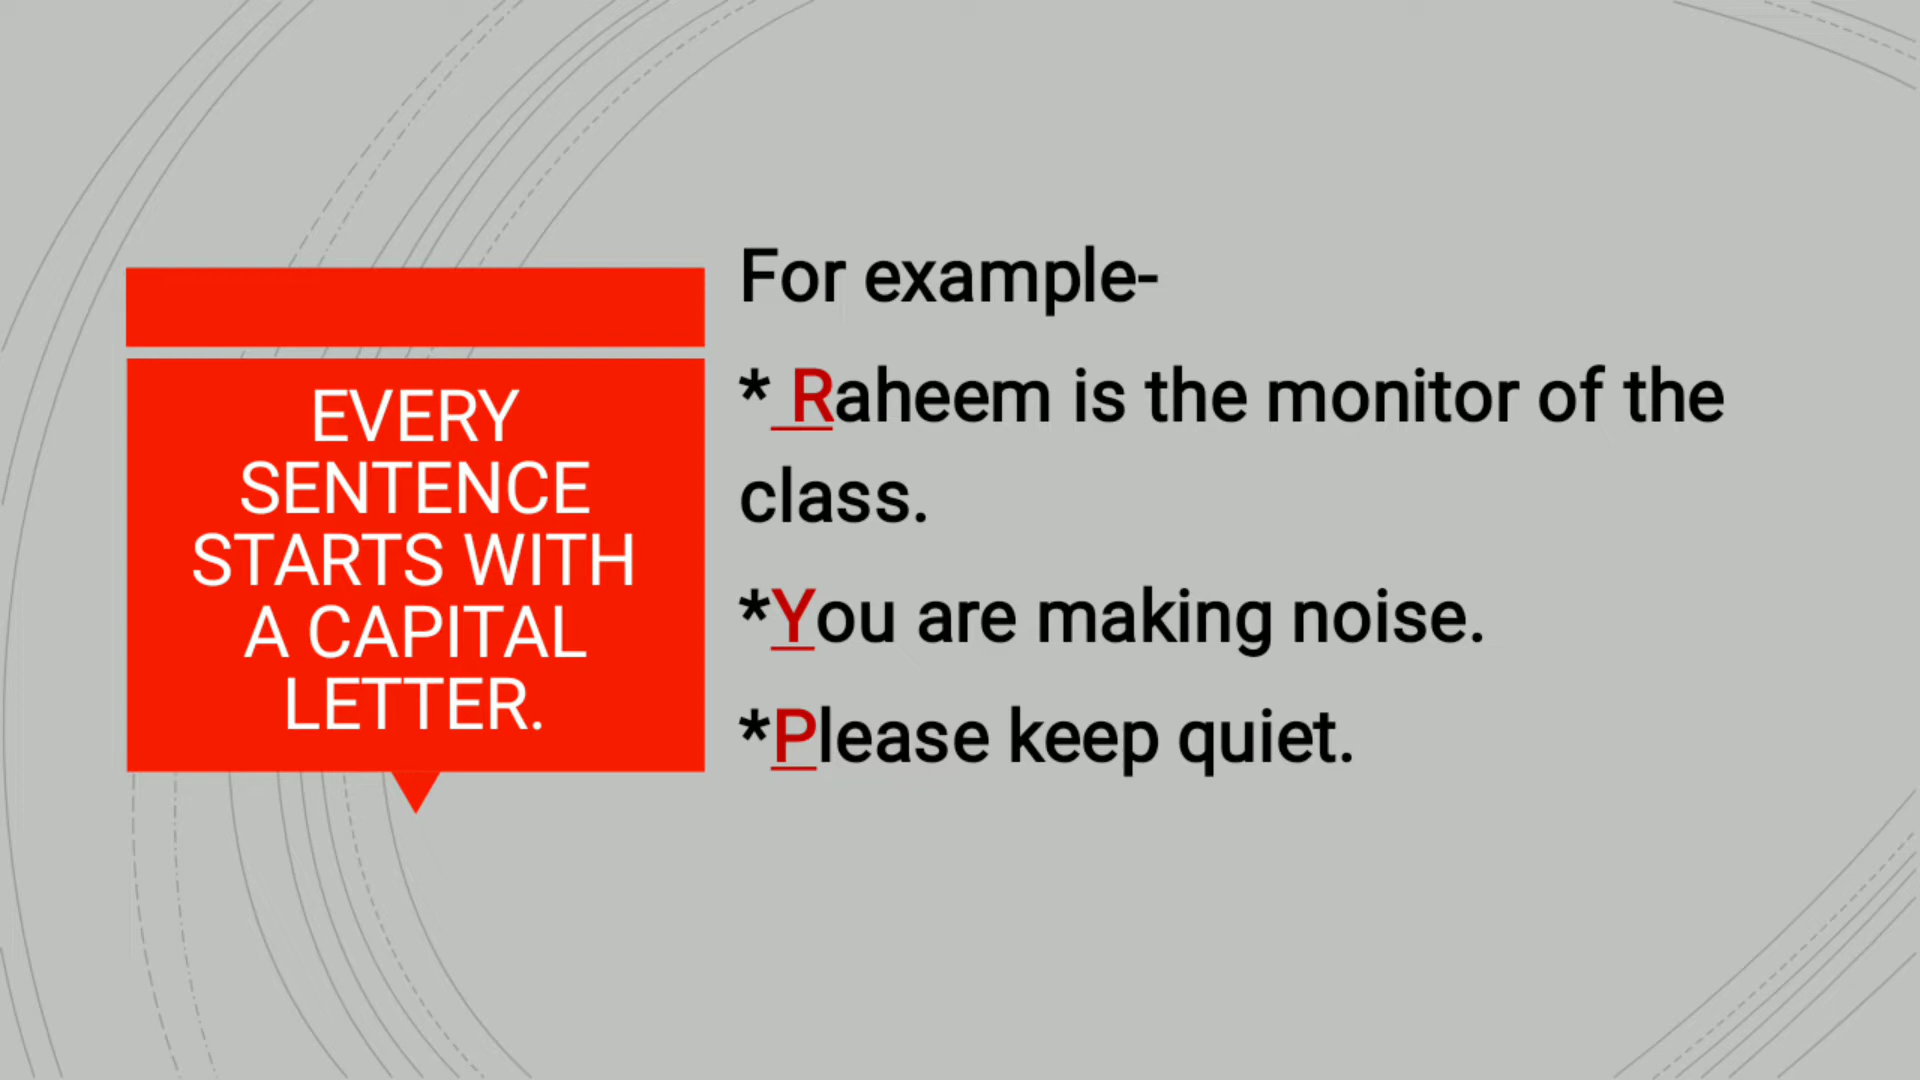 EVERY
SENTENCE
STARTS WITH
A CAPITAL
LETTER.
For example-
* Raheem is the monitor of the
class.
*You are making noise.
*Please keep quiet.